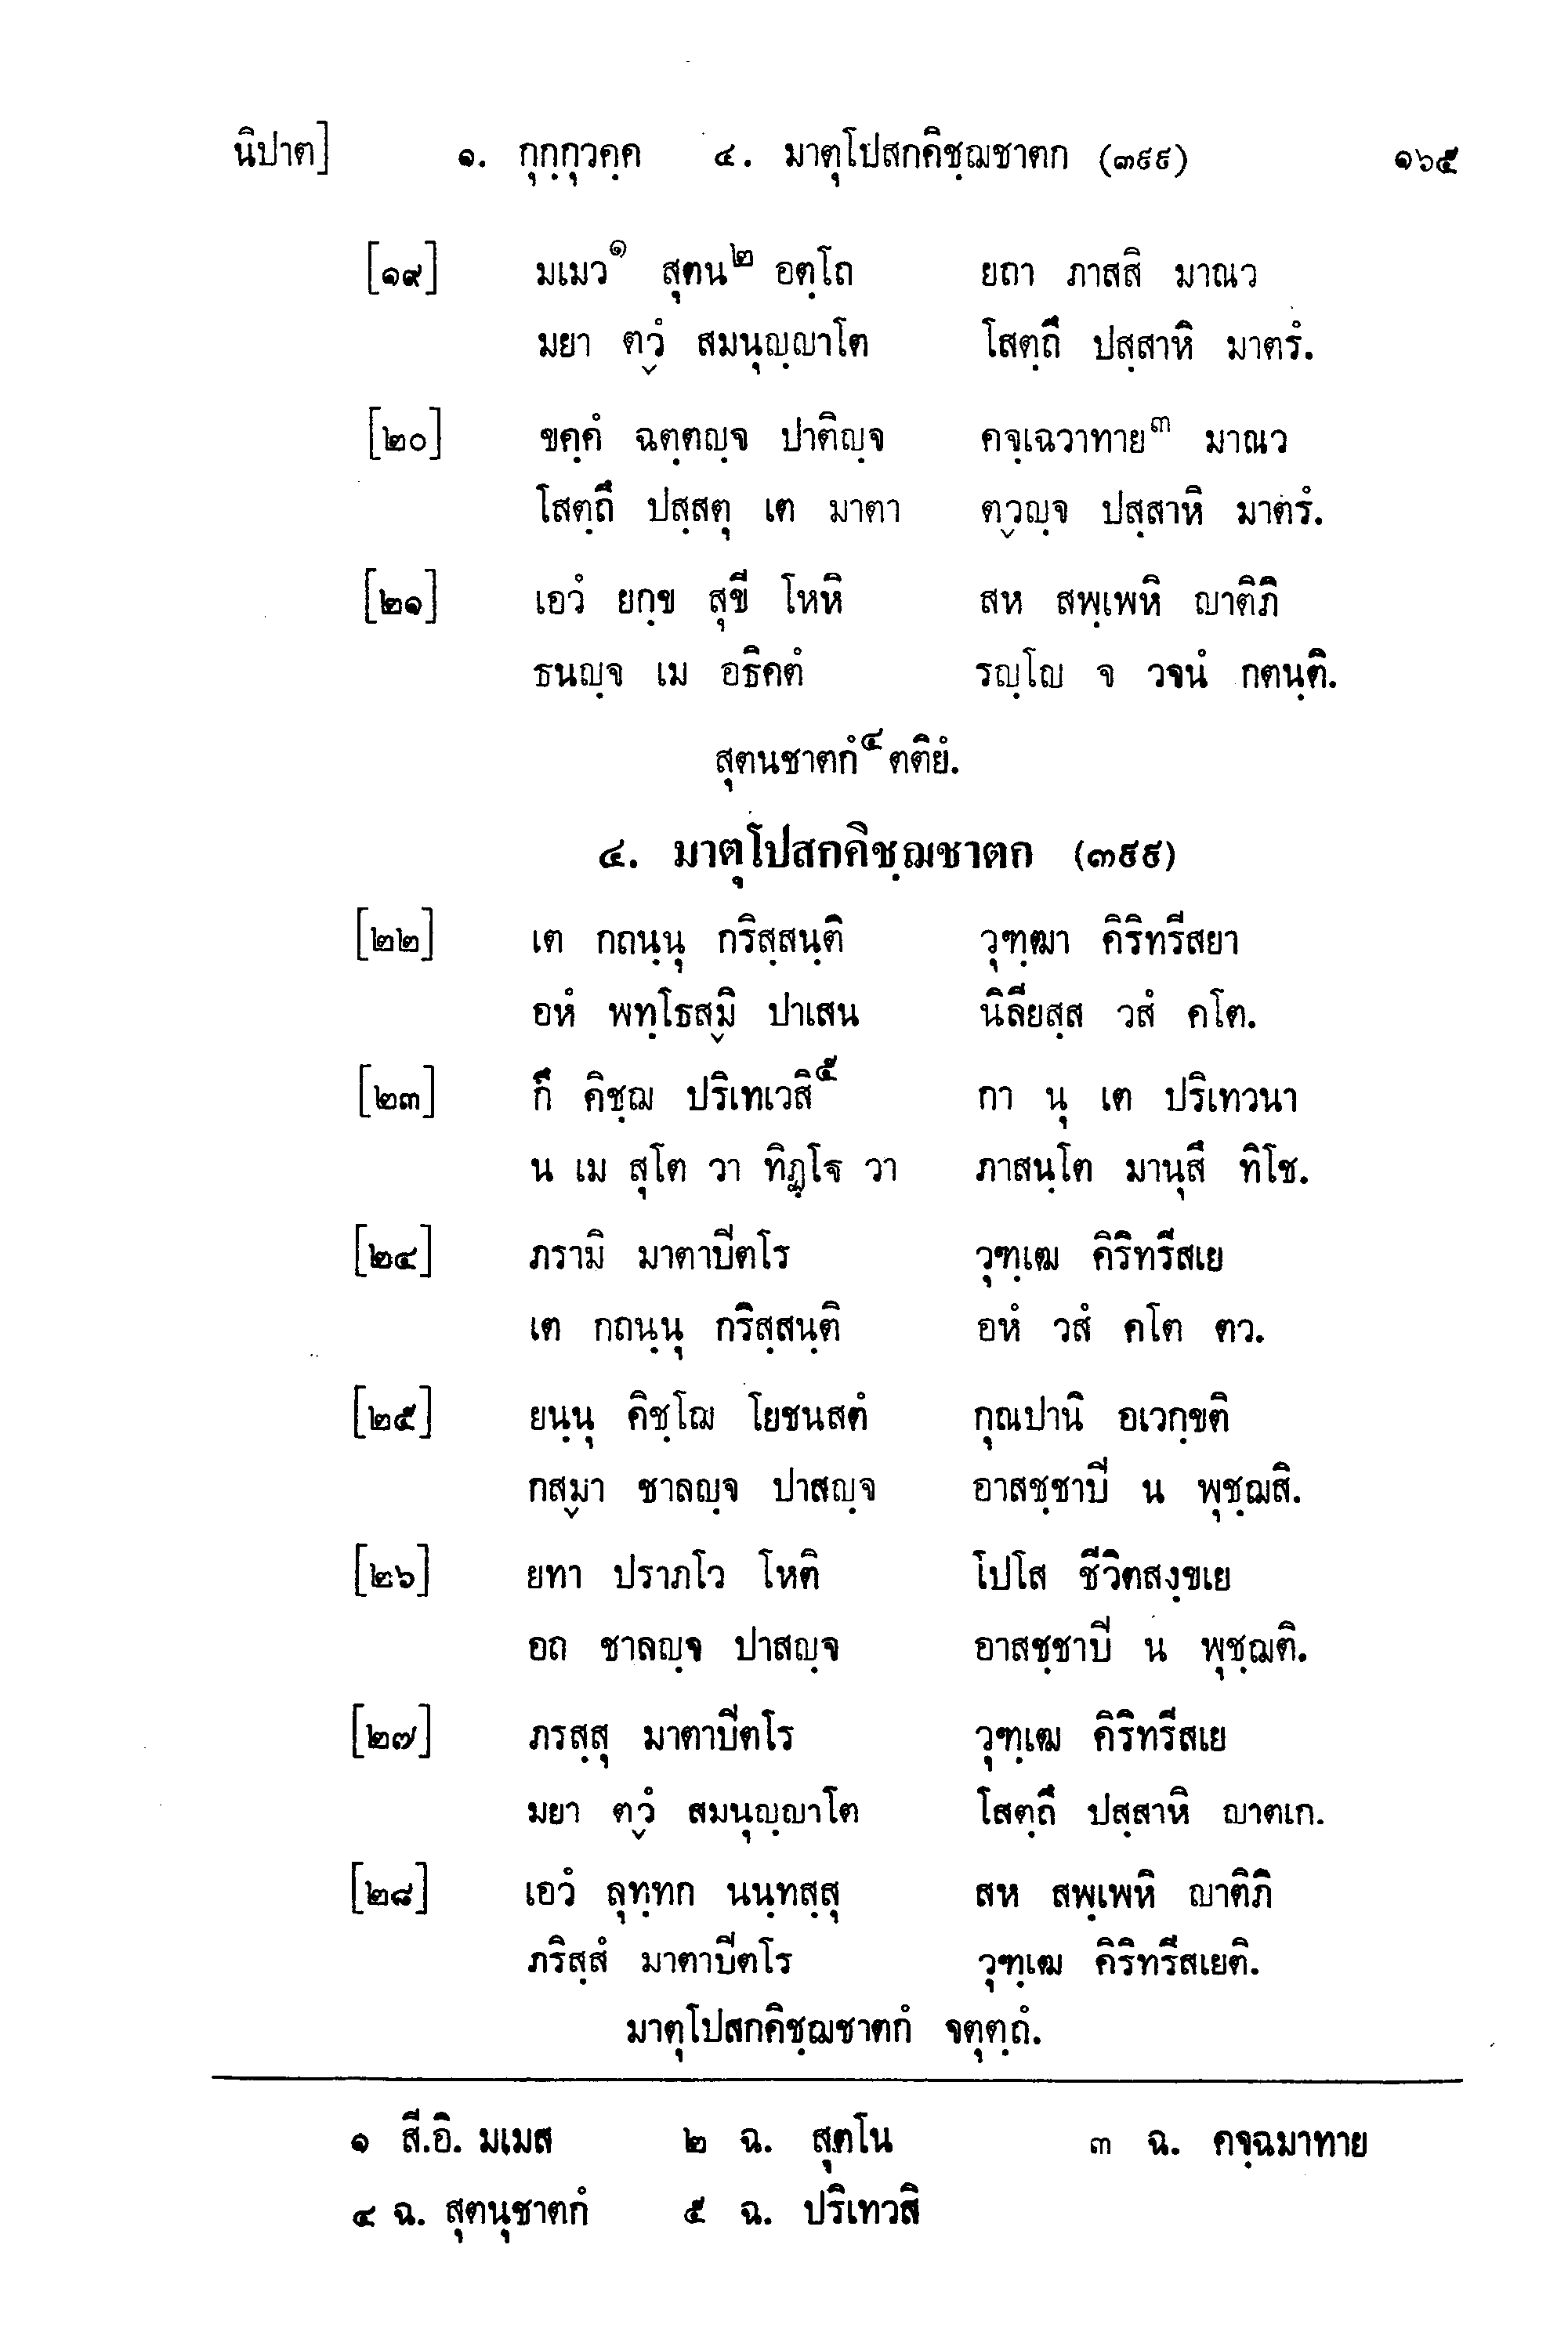 นิปาต] ๑. กุกฺกุวคฺค ๔. มาตุโปสกคิชฺฌชาตก (๓๙๙) ๑๖๕
[๑๙] มเมว๑ สุตน๒ อตฺโถ ยถา ภาสสิ มาณว
มยา ตฺวํ สมนุญฺญาโต โสตฺถึ ปสฺสาหิ มาตรํ.
[๒๐] ขคฺคํ ฉตฺตญฺจ ปาติญฺจ คจฺเฉวาทาย๓ มาณว
โสตฺถึ ปสฺสตุ เต มาตา ตฺวญฺจ ปสฺสาหิ มาตรํ.
[๒๑] เอวํ ยกฺข สุขี โหหิ สห สพฺเพหิ ญาติภิ
ธนญฺจ เม อธิคตํ รญฺโญ จ วจนํ กตนฺติ.
สุตนชาตกํ๔ ตติยํ.
๔. มาตุโปสกคิชฺฌชาตก (๓๙๙)
[๒๒] เต กถนฺนุ กริสฺสนฺติ วุฑฺฒา คิริทรีสยา
อหํ พทฺโธสฺมิ ปาเสน นิลียสฺส วสํ คโต.
[๒๓] กึ คิชฺฌ ปริเทเวสิ๕ กา นุ เต ปริเทวนา
น เม สุโต วา ทิฏฺโฐ วา ภาสนฺโต มานุสึ ทิโช.
[๒๔] ภรามิ มาตาปิตโร วุฑฺเฒ คิริทรีสเย
เต กถนฺนุ กริสฺสนฺติ อหํ วสํ คโต ตว.
[๒๕] ยนฺนุ คิชฺโฌ โยชนสตํ กุณปานิ อเวกฺขติ
กสฺมา ชาลญฺจ ปาสญฺจ อาสชฺชาปิ น พุชฺฌสิ.
[๒๖] ยทา ปราภโว โหติ โปโส ชีวิตสงฺขเย
อถ ชาลญฺจ ปาสญฺจ อาสชฺชาปิ น พุชฺฌติ.
[๒๗] ภรสฺสุ มาตาปิตโร วุฑฺเฒ คิริทรีสเย
มยา ตฺวํ สมนุญฺญาโต โสตฺถึ ปสฺสาหิ ญาตเก.
[๒๘] เอวํ ลุทฺทก นนฺทสฺสุ สห สพฺเพหิ ญาติภิ
ภริสฺสํ มาตาปิตโร วุฑฺเฒ คิริทรีสเยติ.
มาตุโปสกคิชฺฌชาตกํ จตุตฺถํ.
๑ สี.อิ. มเมส ๒ ฉ. สุตโน ๓ ฉ. คจฺฉมาทาย
๔ ฉ. สุตนุชาตกํ ๕ ฉ. ปริเทวสิ